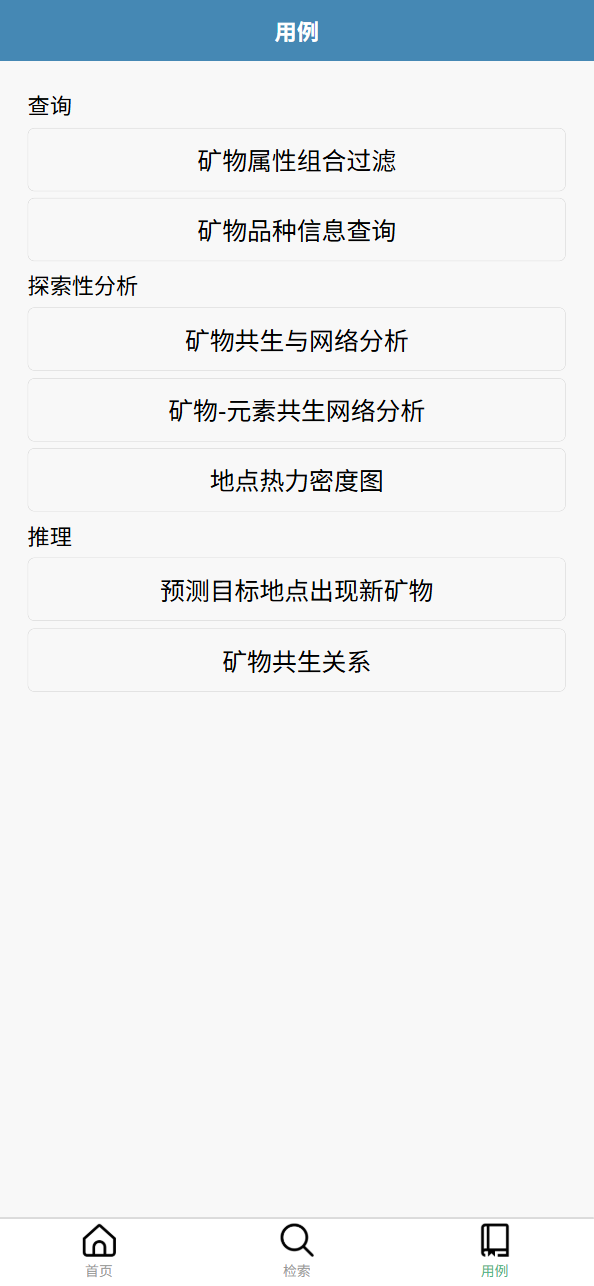 用例
查询
矿物属性组合过滤
矿物品种信息查询
探索性分析
矿物共生与网络分析
矿物-元素共生网络分析
地点热力密度图
推理
预测目标地点出现新矿物
矿物共生关系
首页
检索
用例